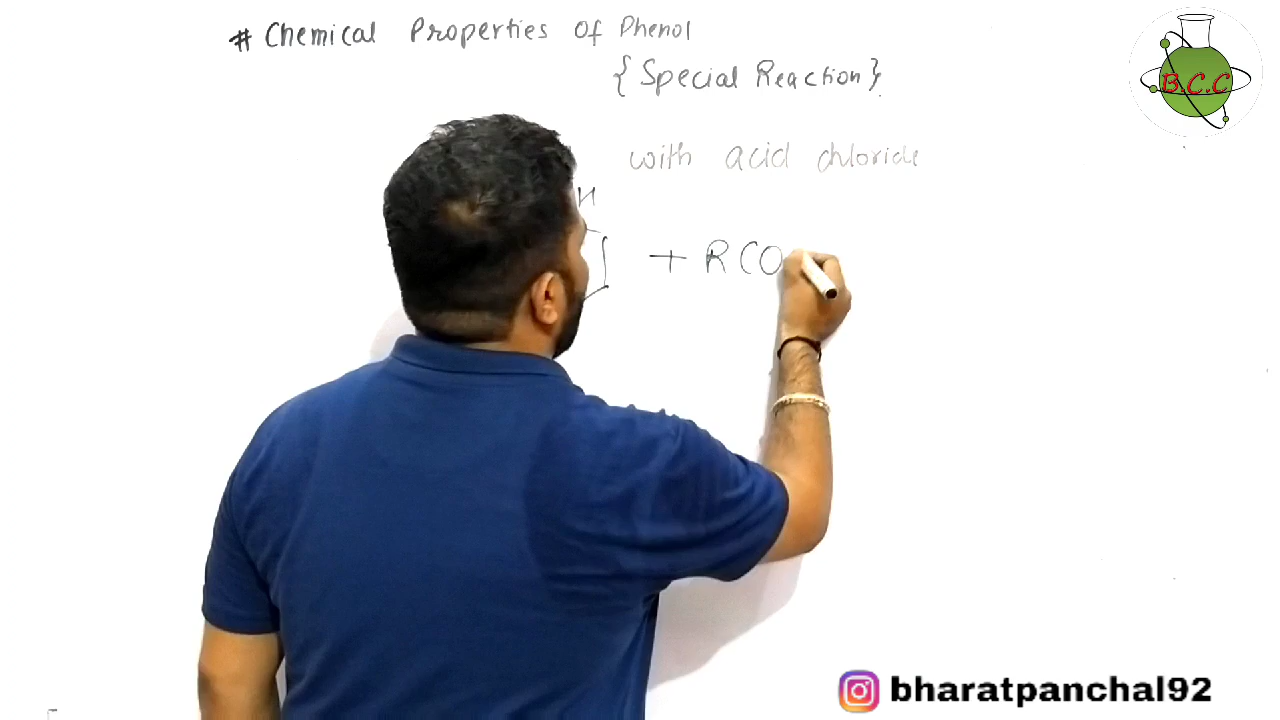 # Chemical Properties Of Phenol
{Special Reaction}
B.C.C
with acid chloride
H
+ RCO
bharatpanchal92